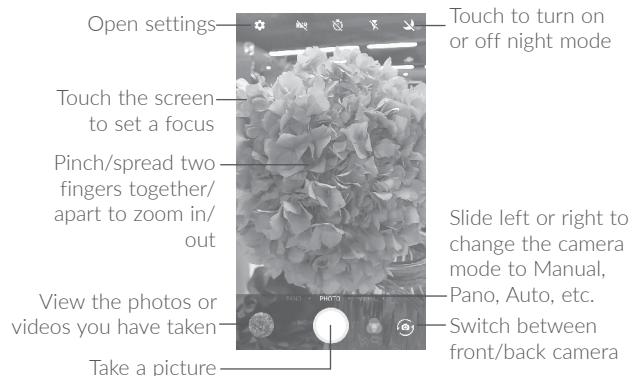 Open settings
Touch to turn on
or off night mode
Touch the screen
to set a focus
Pinch/spread two
fingers together/
apart to zoom in/
out
Slide left or right to
change the camera
mode to Manual,
Pano, Auto, etc.
View the photos or
videos you have taken
Switch between
front/back camera
Take a picture
PANO • PHOTO